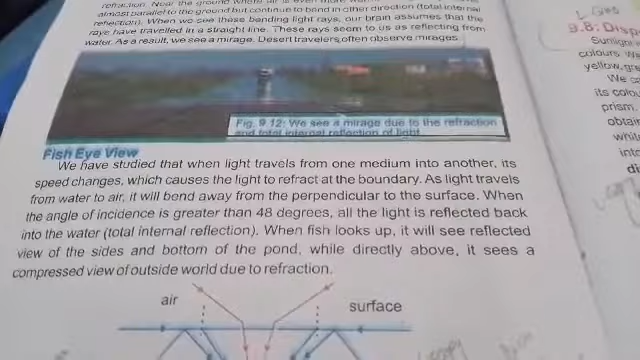 refraction. Near the ground where air is even more
almost parallel to the ground but continue to bend in other direction (total internal
reflection). When we see these bending light rays, our brain assumes that the
rays have travelled in a straight line. These rays seem to us as reflecting from
water. As a result, we see a mirage. Desert travelers often observe mirages.
Fig. 9.12: We see a mirage due to the refraction
and total internal reflection of light
Fish Eye View
We have studied that when light travels from one medium into another, its
speed changes, which causes the light to refract at the boundary. As light travels
from water to air, it will bend away from the perpendicular to the surface. When
the angle of incidence is greater than 48 degrees, all the light is reflected back
into the water (total internal reflection). When fish looks up, it will see reflected
view of the sides and bottom of the pond, while directly above, it sees a
compressed view of outside world due to refraction.
air
surface
9.8: Disp
Sunligh
colours. We
yellow, gre
We c
its colou
prism.
obtain
while
into
di